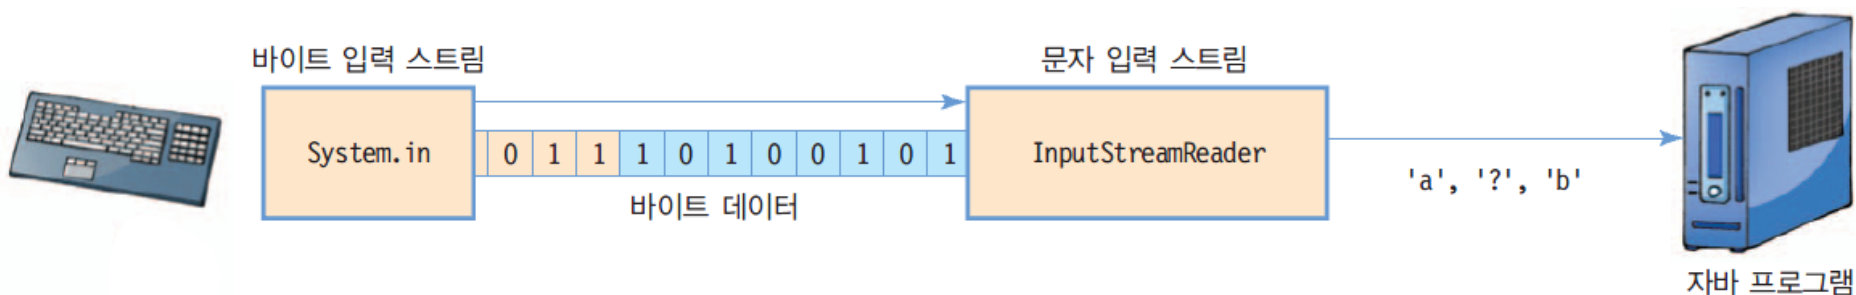 바이트 입력 스트림
문자 입력 스트림
System.in
0 1 1 1 0 1 0 0 1 0 1
InputStreamReader
'a', '?', 'b'
바이트 데이터
자바 프로그램